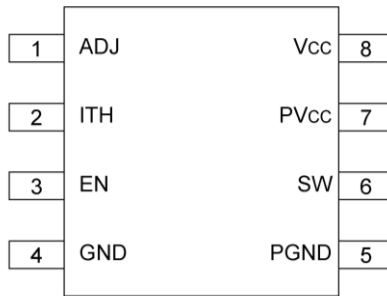 1 ADJ Vcc 8
2 ITH PVcc 7
3 EN SW 6
4 GND PGND 5